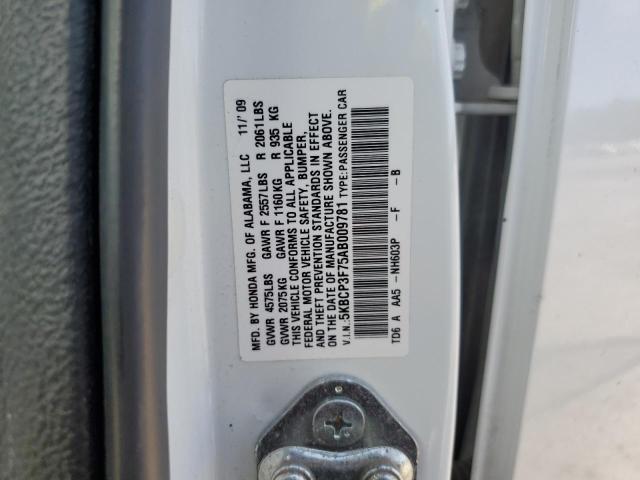 MFD. BY HONDA MFG. OF ALABAMA, LLC 11/'09
GVWR 4575LBS GAWR F 2557LBS R 2061LBS
GVWR 2075KG GAWR F 1160KG R 935 KG
THIS VEHICLE CONFORMS TO ALL APPLICABLE
FEDERAL MOTOR VEHICLE SAFETY, BUMPER,
AND THEFT PREVENTION STANDARDS IN EFFECT
ON THE DATE OF MANUFACTURE SHOWN ABOVE.
V.I.N.:5KBCP3F75AB009781 TYPE:PASSENGER CAR
TD6 A AA5 -NH603P -F -B